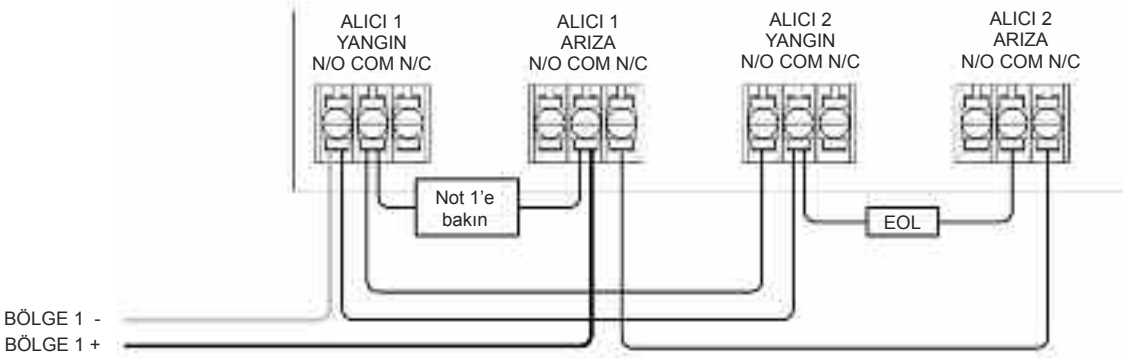 ALICI 1
YANGIN
N/O COM N/C
ALICI 1
ARIZA
N/O COM N/C
ALICI 2
YANGIN
N/O COM N/C
ALICI 2
ARIZA
N/O COM N/C
Not 1’e
bakın
EOL
BÖLGE 1 -
BÖLGE 1 +